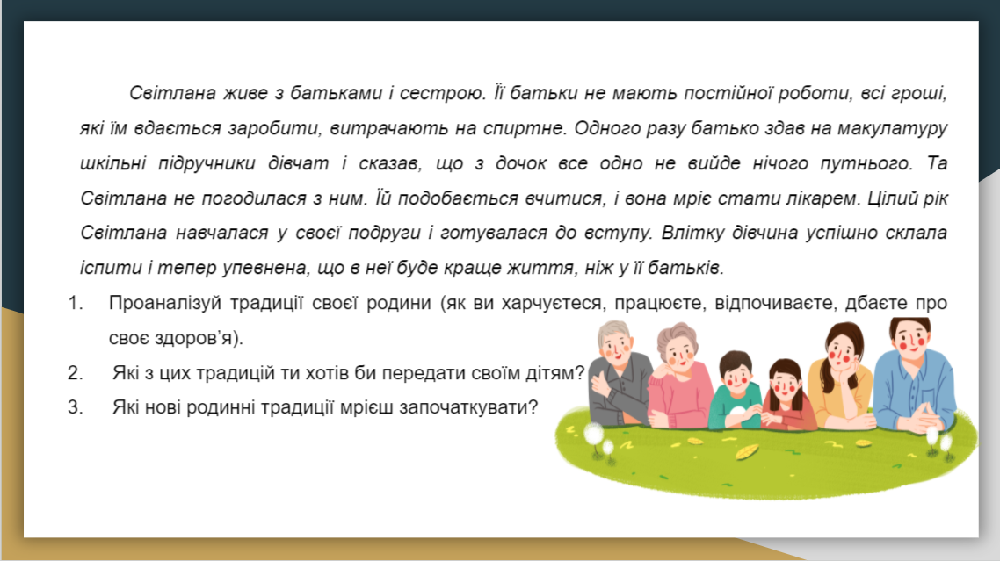 Світлана живе з батьками і сестрою. Її батьки не мають постійної роботи, всі гроші,
які їм вдається заробити, витрачають на спиртне. Одного разу батько здав на макулатуру
шкільні підручники дівчат і сказав, що з дочок все одно не вийде нічого путнього. Та
Світлана не погодилася з ним. Їй подобається вчитися, і вона мріє стати лікарем. Цілий рік
Світлана навчалася у своєї подруги і готувалася до вступу. Влітку дівчина успішно склала
іспити і тепер упевнена, що в неї буде краще життя, ніж у її батьків.
1. Проаналізуй традиції своєї родини (як ви харчуєтеся, працюєте, відпочиваєте, дбаєте про
своє здоров’я).
2. Які з цих традицій ти хотів би передати своїм дітям?
3. Які нові родинні традиції мрієш започаткувати?